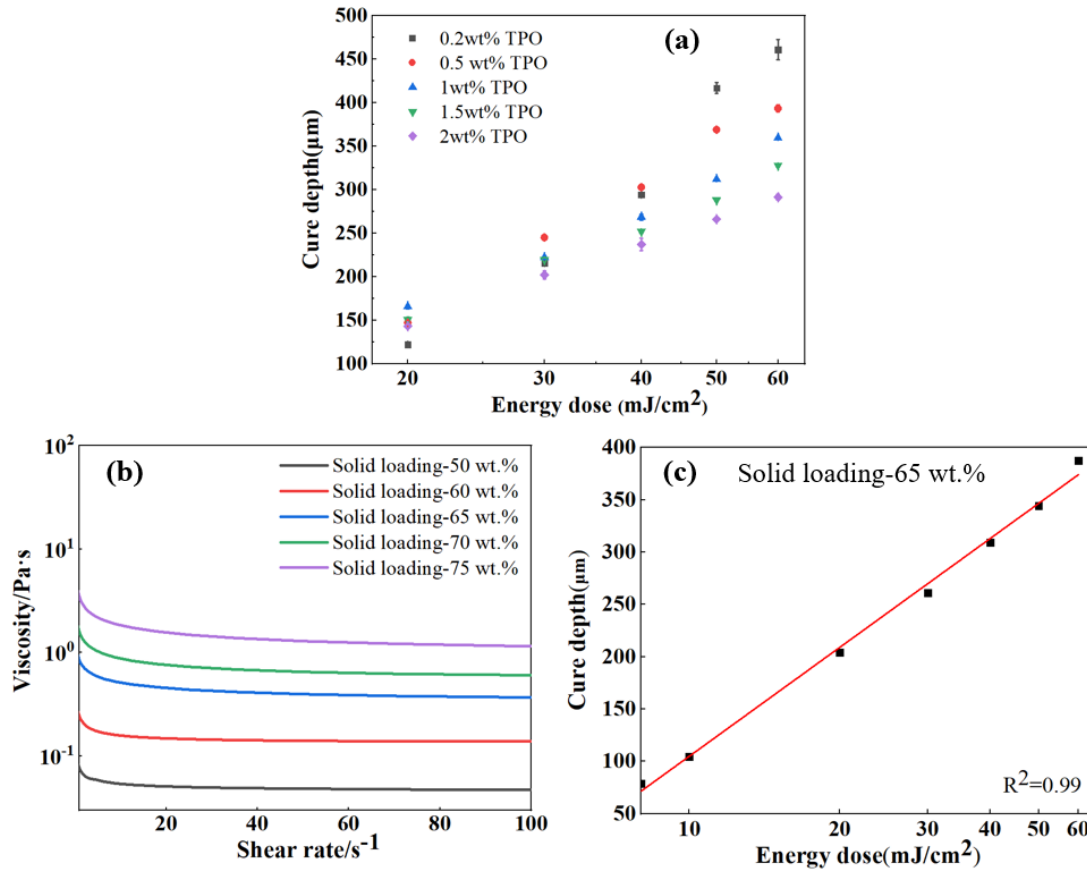 (a)
0.2wt% TPO
0.5 wt% TPO
1wt% TPO
1.5wt% TPO
2wt% TPO
500
450
400
350
300
250
200
150
100
Cure depth(μm)
20 30 40 50 60
Energy dose (mJ/cm²)
(b)
Solid loading-50 wt.%
Solid loading-60 wt.%
Solid loading-65 wt.%
Solid loading-70 wt.%
Solid loading-75 wt.%
10²
10¹
10⁰
10⁻¹
Viscosity/Pa·s
20 40 60 80 100
Shear rate/s⁻¹
(c) Solid loading-65 wt.%
400
350
300
250
200
150
100
50
Cure depth(μm)
R²=0.99
10 20 30 40 50 60
Energy dose(mJ/cm²)